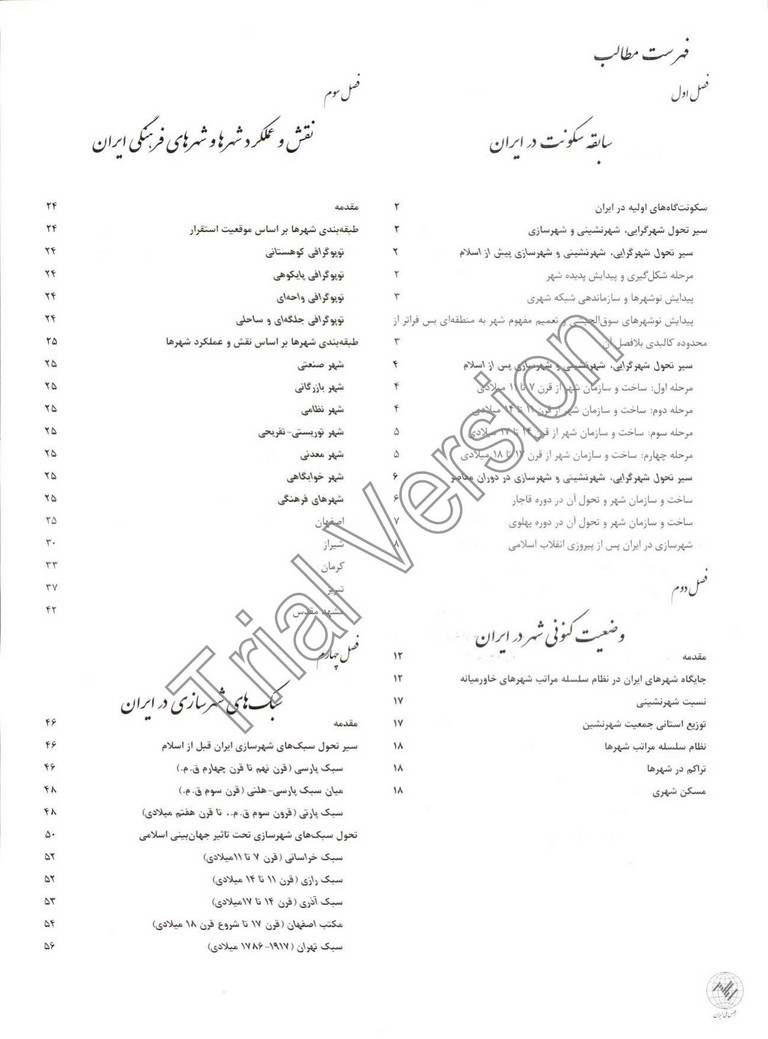 فهرست مطالب
فصل اول
سابقه سکونت در ایران
سکونت‌گاه‌های اولیه در ایران ۲
سیر تحول شهرگرایی، شهرنشینی و شهرسازی ۲
سیر تحول شهرگرایی، شهرنشینی و شهرسازی پیش از اسلام ۲
مرحله شکل‌گیری و پیدایش پدیده شهر ۲
پیدایش نوشهرها و سازماندهی شبکه شهری ۳
پیدایش نوشهرهای سوق‌الجیشی و تعمیم مفهوم شهر به منطقه‌ای بس فراتر از
محدوده کالبدی بلافصل آن ۳
سیر تحول شهرگرایی، شهرنشینی و شهرسازی پس از اسلام ۴
مرحله اول: ساخت و سازمان شهر از قرن ۷ تا ۱۱ میلادی ۴
مرحله دوم: ساخت و سازمان شهر از قرن ۱۱ تا ۱۴ میلادی ۴
مرحله سوم: ساخت و سازمان شهر از قرن ۱۴ تا ۱۷ میلادی ۵
مرحله چهارم: ساخت و سازمان شهر از قرن ۱۷ تا ۱۸ میلادی ۵
سیر تحول شهرگرایی، شهرنشینی و شهرسازی در دوران معاصر ۶
ساخت و سازمان شهر و تحول آن در دوره قاجار ۶
ساخت و سازمان شهر و تحول آن در دوره پهلوی ۷
شهرسازی در ایران پس از پیروزی انقلاب اسلامی ۸
فصل دوم
وضعیت کنونی شهر در ایران
مقدمه ۱۲
جایگاه شهرهای ایران در نظام سلسله مراتب شهرهای خاورمیانه ۱۲
نسبت شهرنشینی ۱۷
توزیع استانی جمعیت شهرنشین ۱۷
نظام سلسله مراتب شهرها ۱۸
تراکم در شهرها ۱۸
مسکن شهری ۱۸
فصل سوم
نقش و عملکرد شهرها و شهرهای فرهنگی ایران
مقدمه ۲۴
طبقه‌بندی شهرها بر اساس موقعیت استقرار ۲۴
توپوگرافی کوهستانی ۲۴
توپوگرافی پایکوهی ۲۴
توپوگرافی واحه‌ای ۲۴
توپوگرافی جلگه‌ای و ساحلی ۲۴
طبقه‌بندی شهرها بر اساس نقش و عملکرد شهرها ۲۵
شهر صنعتی ۲۵
شهر بازرگانی ۲۵
شهر نظامی ۲۵
شهر توریستی-تفریحی ۲۵
شهر معدنی ۲۵
شهر خوابگاهی ۲۵
شهرهای فرهنگی ۲۵
اصفهان ۲۵
شیراز ۳۰
کرمان ۳۳
تبریز ۳۷
مشهد مقدس ۴۲
فصل چهارم
سبک‌های شهرسازی در ایران
مقدمه ۴۶
سیر تحول سبک‌های شهرسازی ایران قبل از اسلام ۴۶
سبک پارسی (قرن نهم تا قرن چهارم ق.م.) ۴۶
میان سبک پارسی-هلنی (قرن سوم ق.م.) ۴۸
سبک پارتی (قرون سوم ق.م.. تا قرن هفتم میلادی) ۴۸
تحول سبک‌های شهرسازی تحت تاثیر جهان‌بینی اسلامی ۵۰
سبک خراسانی (قرن ۷ تا ۱۱میلادی) ۵۲
سبک رازی (قرن ۱۱ تا ۱۴ میلادی) ۵۲
سبک آذری (قرن ۱۴ تا ۱۷میلادی) ۵۳
مکتب اصفهان (قرن ۱۷ تا شروع قرن ۱۸ میلادی) ۵۴
سبک تهران (۱۹۱۷-۱۷۸۶ میلادی) ۵۶
Trial Version